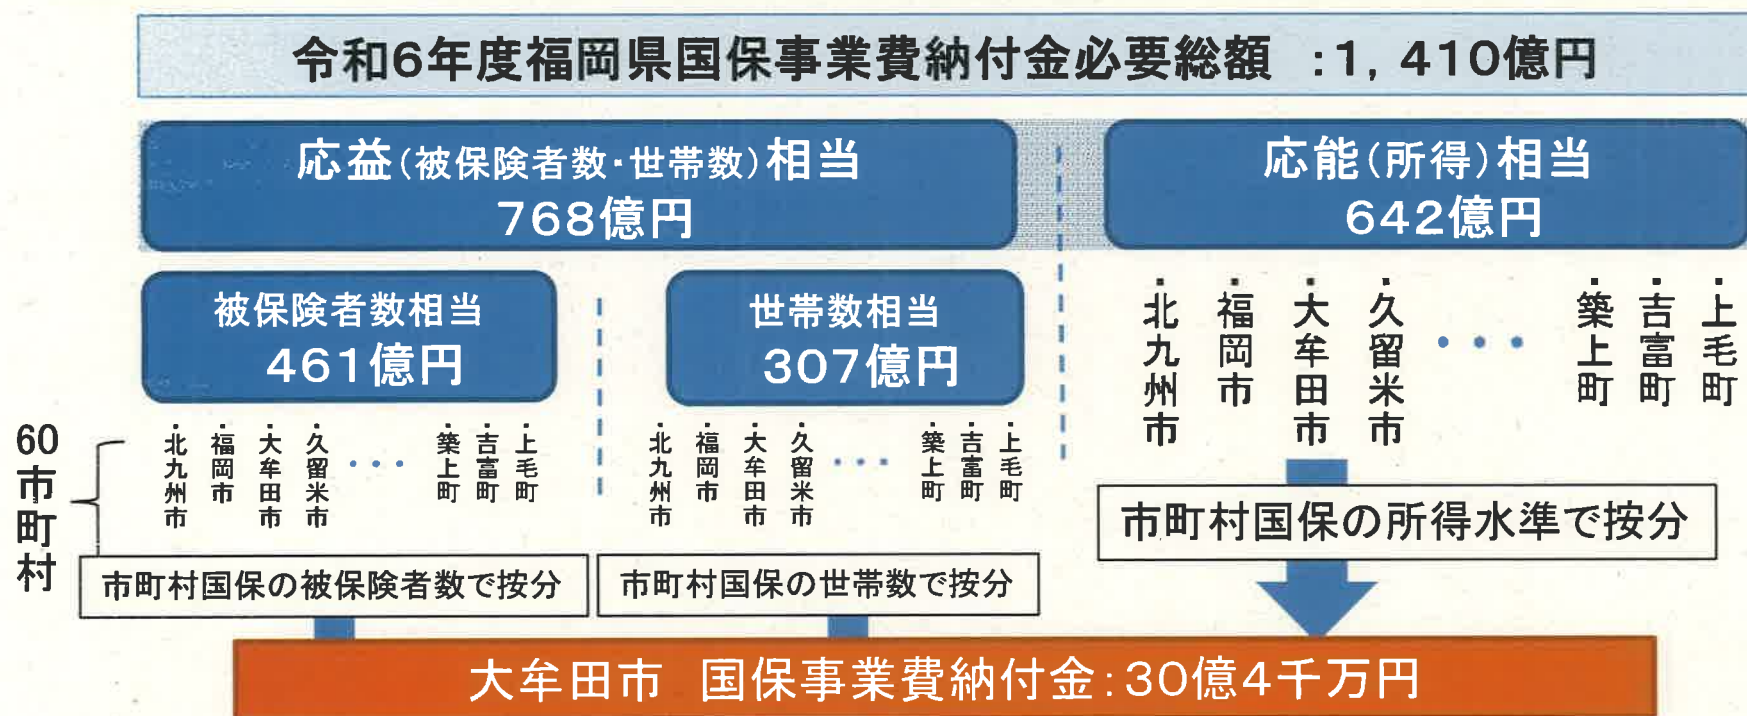 令和6年度福岡県国保事業費納付金必要総額 :1,410億円
応益(被保険者数・世帯数)相当
768億円
応能(所得)相当
642億円
被保険者数相当
461億円
世帯数相当
307億円
60市町村
・北九州市
・福岡市
・大牟田市
・久留米市
・・・
・築上町
・吉富町
・上毛町
・北九州市
・福岡市
・大牟田市
・久留米市
・・・
・築上町
・吉富町
・上毛町
・北九州市
・福岡市
・大牟田市
・久留米市
・・・
・築上町
・吉富町
・上毛町
市町村国保の被保険者数で按分
市町村国保の世帯数で按分
市町村国保の所得水準で按分
大牟田市 国保事業費納付金:30億4千万円